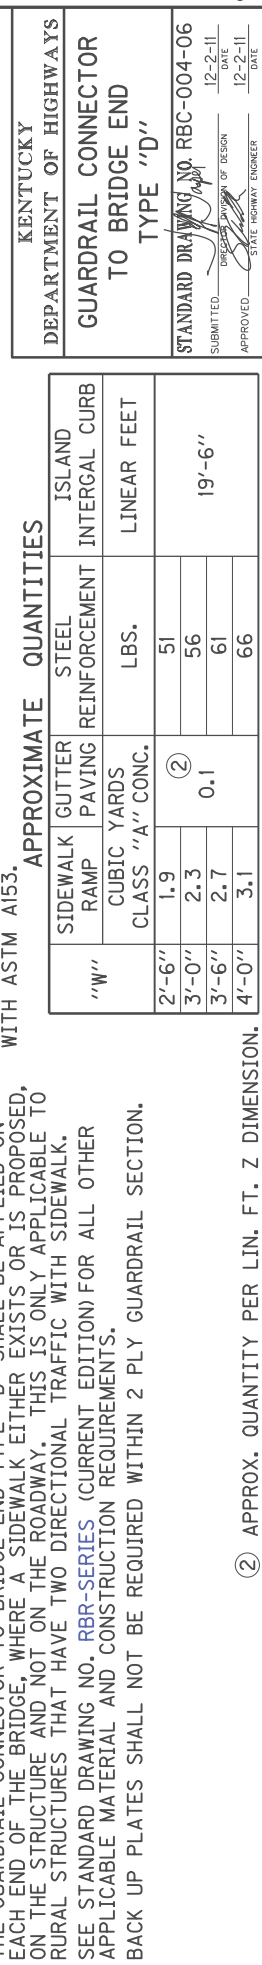 EACH END OF THE BRIDGE, WHERE A SIDEWALK EITHER EXISTS OR IS PROPOSED,
ON THE STRUCTURE AND NOT ON THE ROADWAY. THIS IS ONLY APPLICABLE TO
RURAL STRUCTURES THAT HAVE TWO DIRECTIONAL TRAFFIC WITH SIDEWALK.
SEE STANDARD DRAWING NO. RBR-SERIES (CURRENT EDITION) FOR ALL OTHER
APPLICABLE MATERIAL AND CONSTRUCTION REQUIREMENTS.
BACK UP PLATES SHALL NOT BE REQUIRED WITHIN 2 PLY GUARDRAIL SECTION.
② APPROX. QUANTITY PER LIN. FT. Z DIMENSION.
WITH ASTM A153.
APPROXIMATE QUANTITIES
"W" SIDEWALK RAMP GUTTER PAVING STEEL REINFORCEMENT ISLAND INTERGAL CURB
CUBIC YARDS CLASS "A" CONC. LBS. LINEAR FEET
2'-6" 1.9 51
3'-0" 2.3 ② 0.1 56 19'-6"
3'-6" 2.7 61
4'-0" 3.1 66
KENTUCKY
DEPARTMENT OF HIGHWAYS
GUARDRAIL CONNECTOR
TO BRIDGE END
TYPE "D"
STANDARD DRAWING NO. RBC-004-06
SUBMITTED 12-2-11
DIRECTOR DIVISION OF DESIGN DATE
APPROVED 12-2-11
STATE HIGHWAY ENGINEER DATE